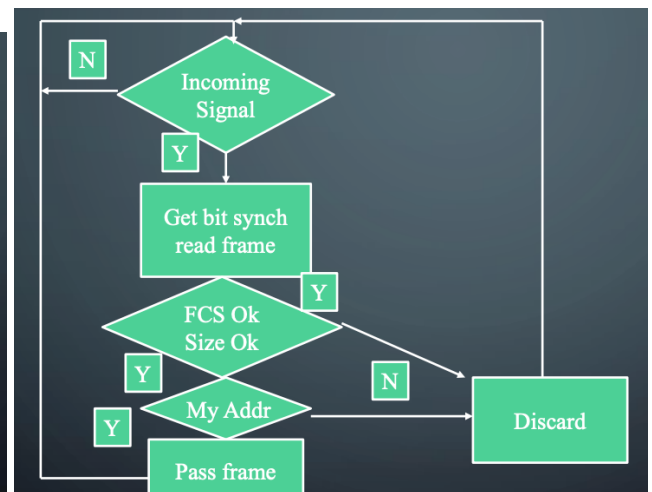 N
Incoming
Signal
Y
Get bit synch
read frame
Y
FCS Ok
Size Ok
Y
N
My Addr
Y
Discard
Pass frame